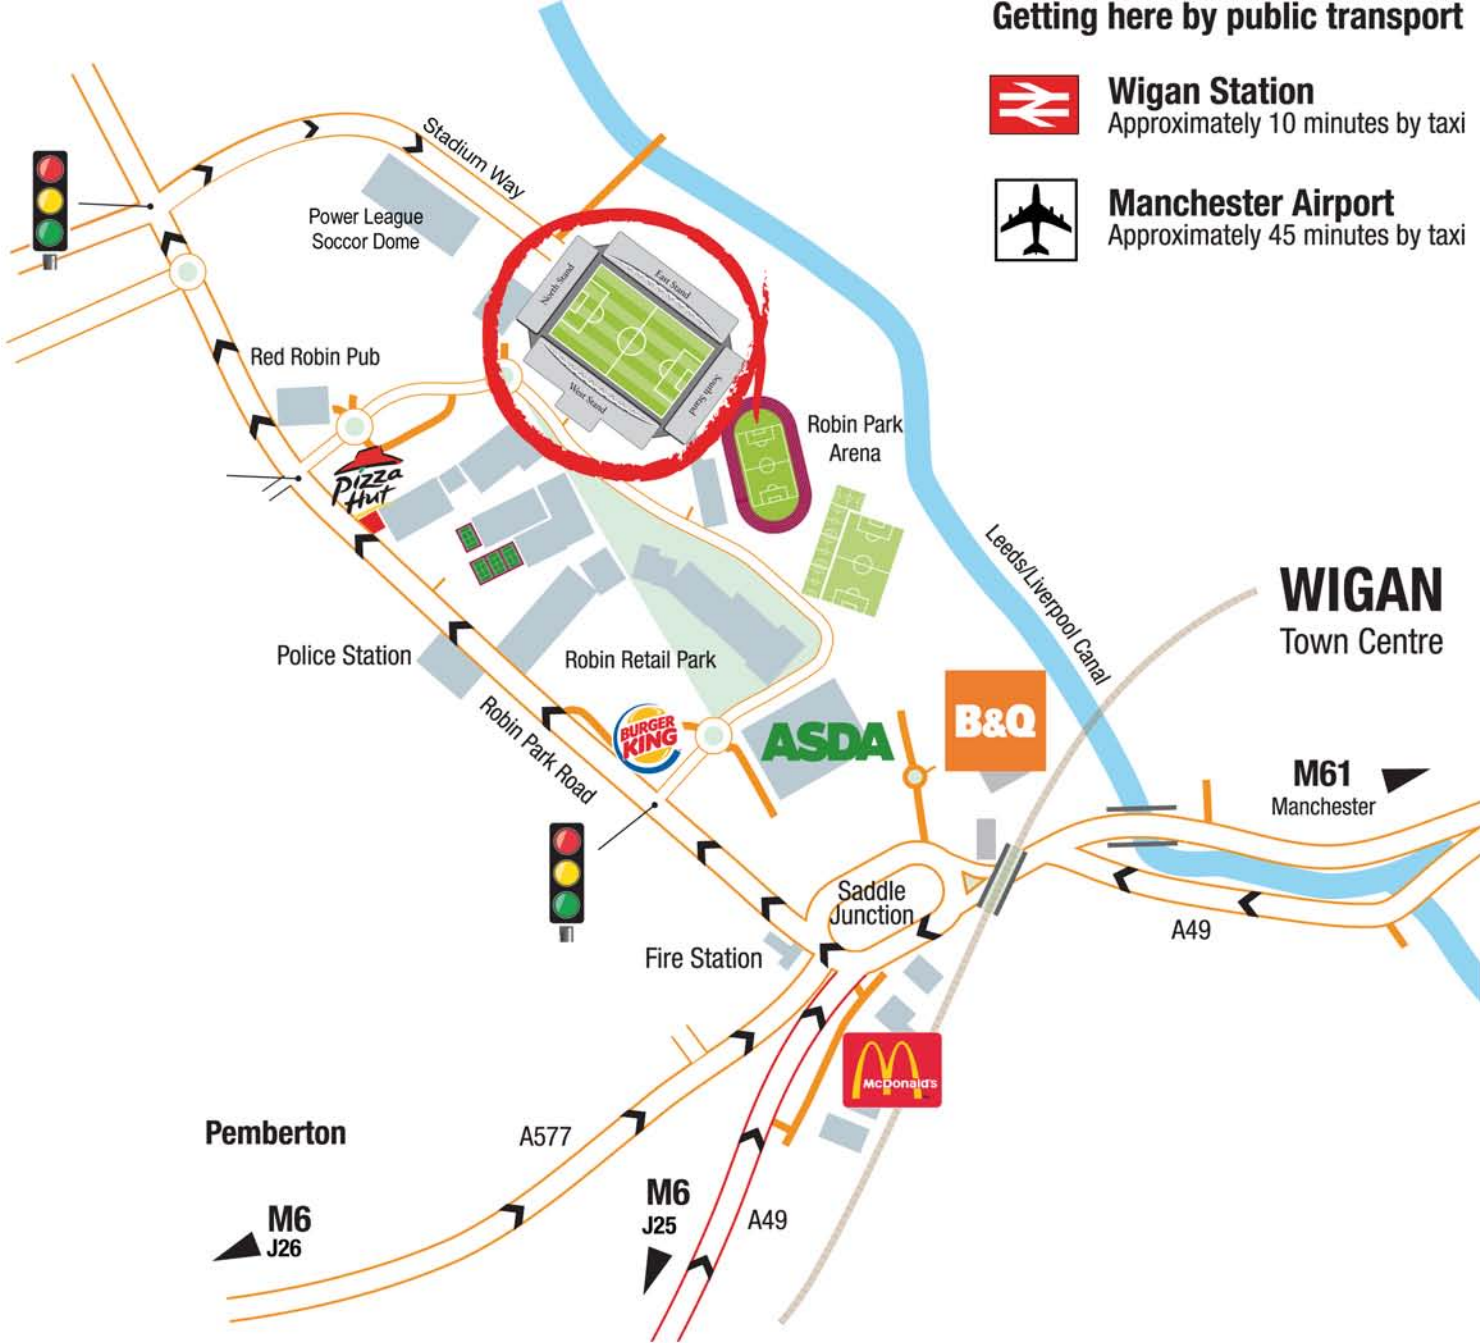 Getting here by public transport
Wigan Station
Approximately 10 minutes by taxi
Manchester Airport
Approximately 45 minutes by taxi
Stadium Way
Power League
Soccor Dome
North Stand
East Stand
West Stand
South Stand
Red Robin Pub
Pizza
Hut
Robin Park
Arena
Leeds/Liverpool Canal
WIGAN
Town Centre
Police Station
Robin Retail Park
Robin Park Road
BURGER
KING
ASDA
B&Q
M61
Manchester
Saddle
Junction
A49
Fire Station
McDonald's
Pemberton
A577
M6
J26
M6
J25
A49